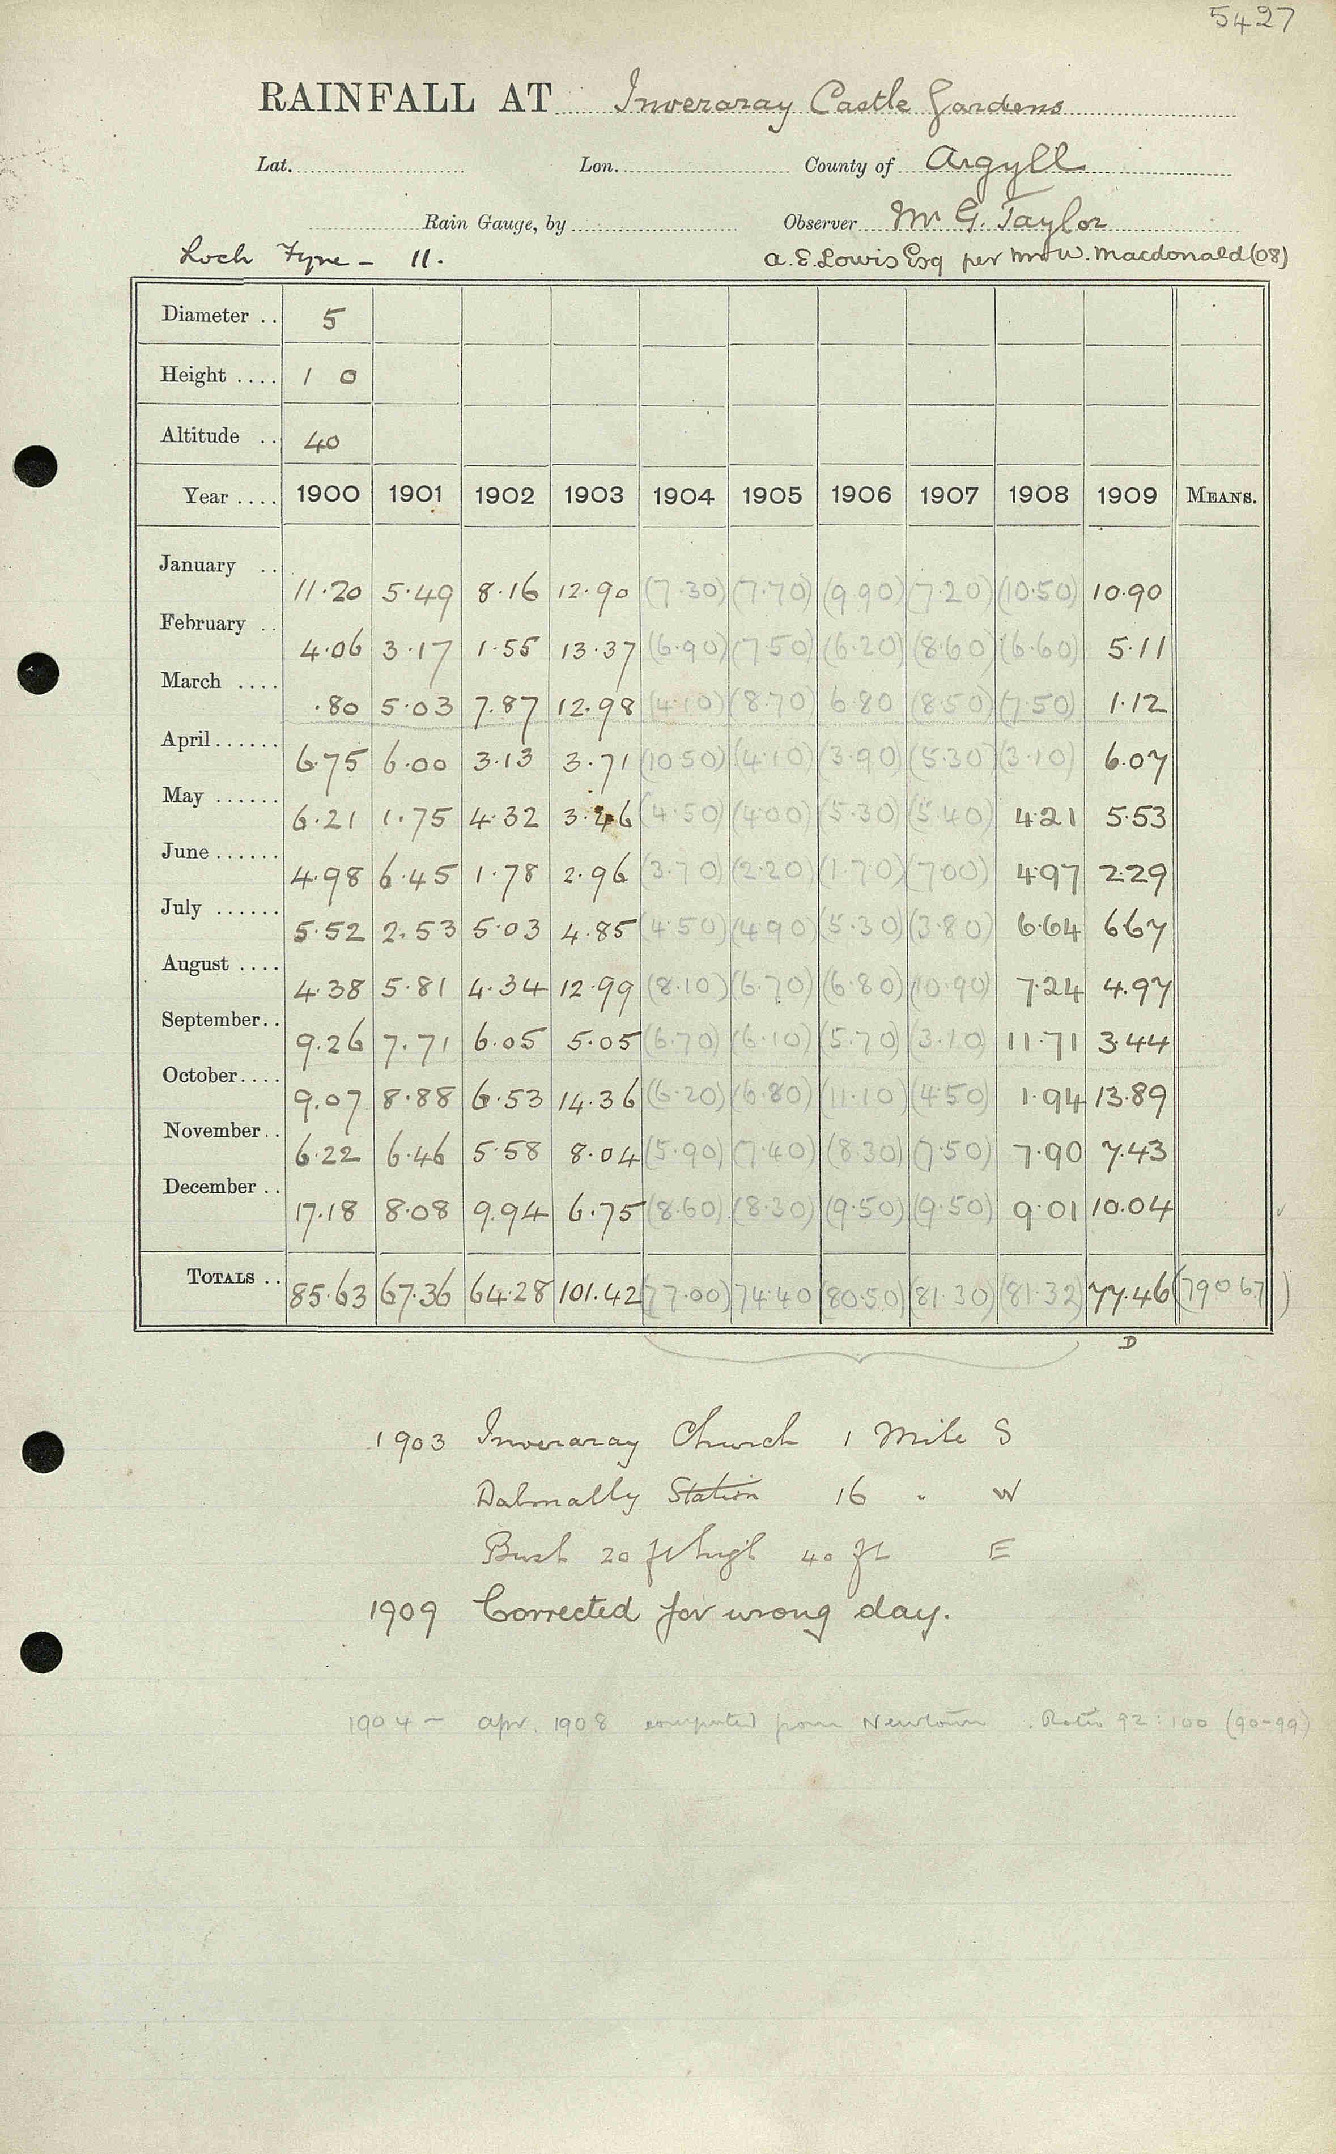 5427
RAINFALL AT Inveraray Castle Gardens
Lat. Lon. County of Argyll
Rain Gauge, by Observer Mr G. Taylor
Loch Fyne - 11. A. E. Lowis Esq per Mr W. Macdonald (08)
Diameter .. 5
Height .... 1 0
Altitude .. 40
Year .... 1900 1901 1902 1903 1904 1905 1906 1907 1908 1909 MEANS.
January .. 11.20 5.49 8.16 12.90 (7.30) (7.70) (9.90) (7.20) (10.50) 10.90
February .. 4.06 3.17 1.55 13.37 (6.90) (7.50) (6.20) (8.60) (6.60) 5.11
March .... .80 5.03 7.87 12.98 (4.10) (8.70) 6.80 (8.50) (7.50) 1.12
April...... 6.75 6.00 3.13 3.71 (10.50) (4.10) (3.90) (5.30) (3.10) 6.07
May ...... 6.21 1.75 4.32 3.46 (4.50) (4.00) (5.30) (5.40) 4.21 5.53
June...... 4.98 6.45 1.78 2.96 (3.70) (2.20) (1.70) (7.00) 4.97 2.29
July ...... 5.52 2.53 5.03 4.85 (4.50) (4.90) (5.30) (3.80) 6.64 6.67
August .... 4.38 5.81 4.34 12.99 (8.10) (6.70) (6.80) (10.90) 7.24 4.97
September.. 9.26 7.71 6.05 5.05 (6.70) (6.10) (5.70) (3.10) 11.71 3.44
October.... 9.07 8.88 6.53 14.36 (6.20) (6.80) (11.10) (4.50) 1.94 13.89
November.. 6.22 6.46 5.58 8.04 (5.90) (7.40) (8.30) (7.50) 7.90 7.43
December.. 17.18 8.08 9.94 6.75 (8.60) (8.30) (9.50) (9.50) 9.01 10.04
TOTALS .. 85.63 67.36 64.28 101.42 (77.00) 74.40 (80.50) (81.30) (81.32) 77.46 (79067)
D
1903 Inveraray Church 1 Mile S
Dalmally Station 16 " W
Bush 20 ft high 40 ft E
1909 Corrected for wrong day.
1904 - Apr. 1908 computed from Newtown. Ratio 92:100 (90-99)